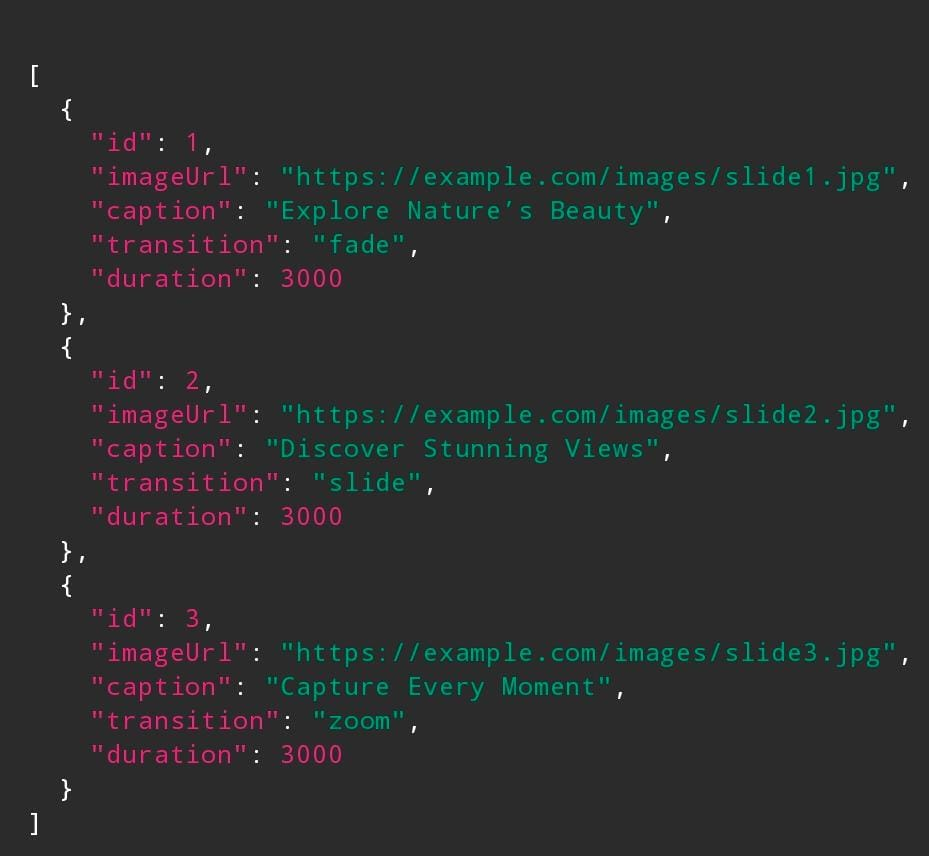 [
  {
    "id": 1,
    "imageUrl": "https://example.com/images/slide1.jpg",
    "caption": "Explore Nature’s Beauty",
    "transition": "fade",
    "duration": 3000
  },
  {
    "id": 2,
    "imageUrl": "https://example.com/images/slide2.jpg",
    "caption": "Discover Stunning Views",
    "transition": "slide",
    "duration": 3000
  },
  {
    "id": 3,
    "imageUrl": "https://example.com/images/slide3.jpg",
    "caption": "Capture Every Moment",
    "transition": "zoom",
    "duration": 3000
  }
]